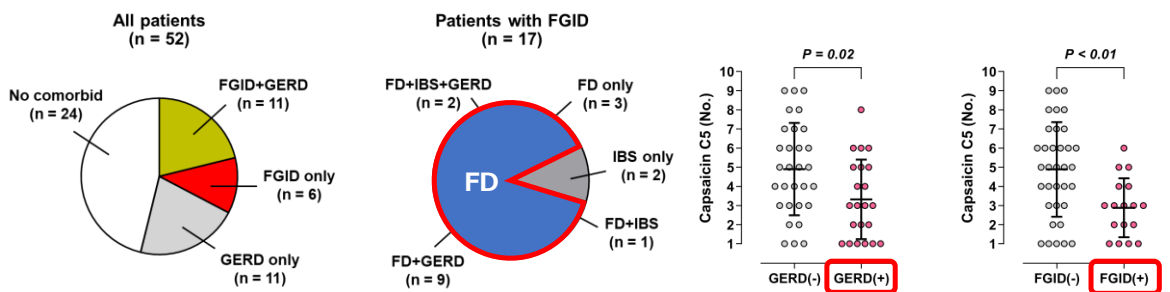 All patients
(n = 52)
No comorbid
(n = 24)
FGID+GERD
(n = 11)
FGID only
(n = 6)
GERD only
(n = 11)
Patients with FGID
(n = 17)
FD+IBS+GERD
(n = 2)
FD only
(n = 3)
IBS only
(n = 2)
FD+IBS
(n = 1)
FD+GERD
(n = 9)
FD
P = 0.02
Capsaicin C5 (No.)
10
9
8
7
6
5
4
3
2
1
GERD(-)
GERD(+)
P < 0.01
Capsaicin C5 (No.)
10
9
8
7
6
5
4
3
2
1
FGID(-)
FGID(+)